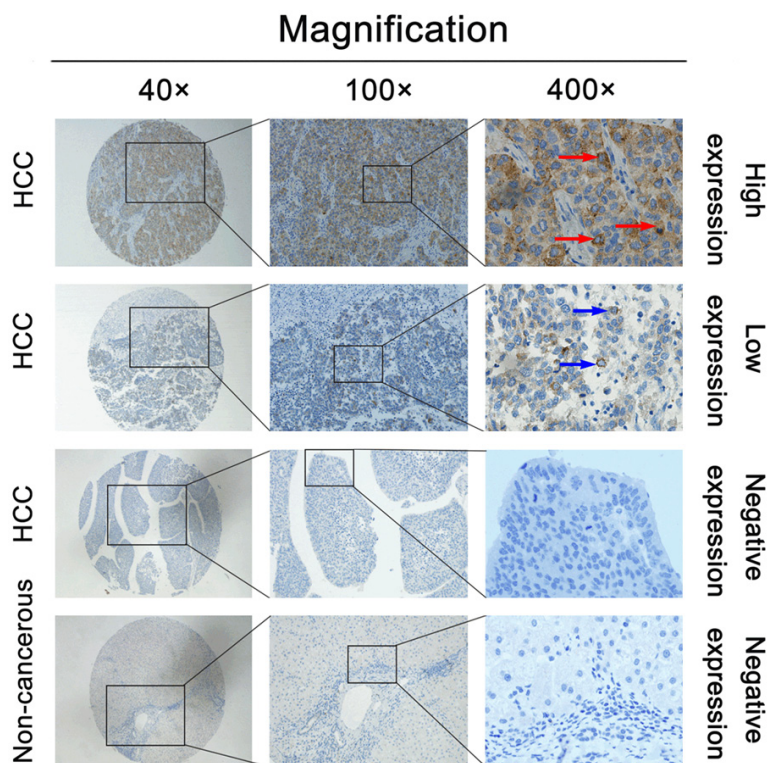 Magnification
40×
100×
400×
HCC
High
expression
HCC
Low
expression
HCC
Negative
expression
Non-cancerous
Negative
expression